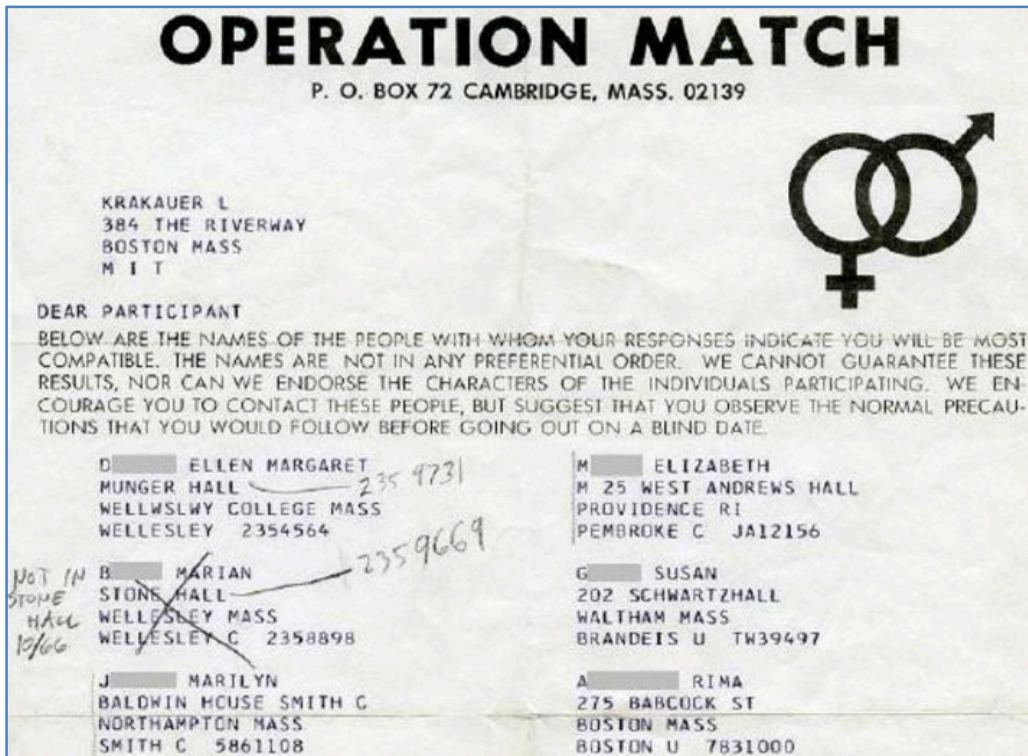 OPERATION MATCH
P. O. BOX 72 CAMBRIDGE, MASS. 02139
KRAKAUER L
384 THE RIVERWAY
BOSTON MASS
M I T
DEAR PARTICIPANT
BELOW ARE THE NAMES OF THE PEOPLE WITH WHOM YOUR RESPONSES INDICATE YOU WILL BE MOST
COMPATIBLE. THE NAMES ARE NOT IN ANY PREFERENTIAL ORDER. WE CANNOT GUARANTEE THESE
RESULTS, NOR CAN WE ENDORSE THE CHARACTERS OF THE INDIVIDUALS PARTICIPATING. WE EN-
COURAGE YOU TO CONTACT THESE PEOPLE, BUT SUGGEST THAT YOU OBSERVE THE NORMAL PRECAU-
TIONS THAT YOU WOULD FOLLOW BEFORE GOING OUT ON A BLIND DATE.
D ELLEN MARGARET
MUNGER HALL 235 9731
WELLWSLWY COLLEGE MASS
WELLESLEY 2354564
NOT IN
STONE
HALL
10/66
B MARIAN
STONE HALL 2359669
WELLESLEY MASS
WELLESLEY C 2358898
J MARILYN
BALDWIN HOUSE SMITH C
NORTHAMPTON MASS
SMITH C 5861108
M ELIZABETH
M 25 WEST ANDREWS HALL
PROVIDENCE RI
PEMBROKE C JA12156
G SUSAN
202 SCHWARTZHALL
WALTHAM MASS
BRANDEIS U TW39497
A RIMA
275 BABCOCK ST
BOSTON MASS
BOSTON U 7831000